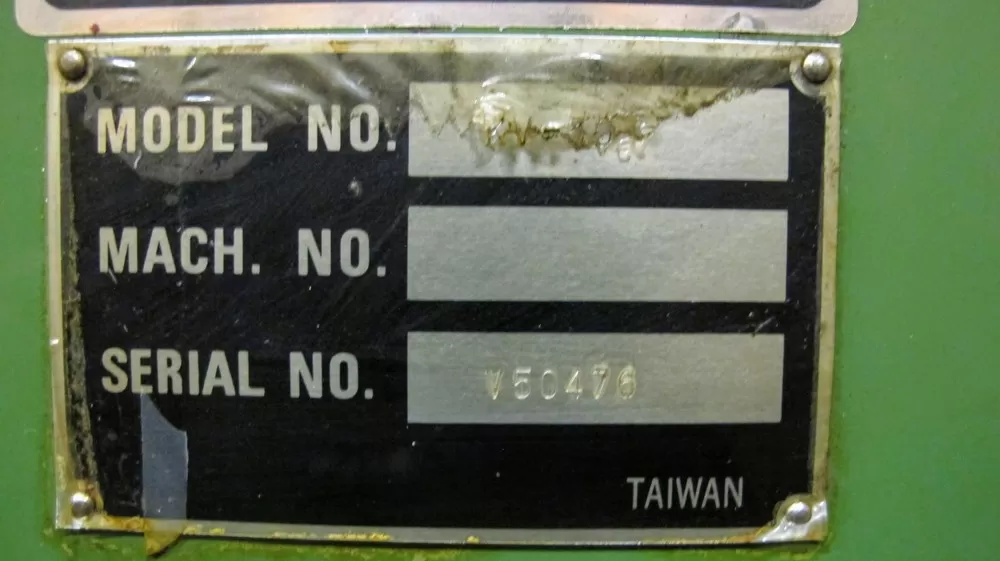 MODEL NO.
MACH. NO.
SERIAL NO. V50476
TAIWAN